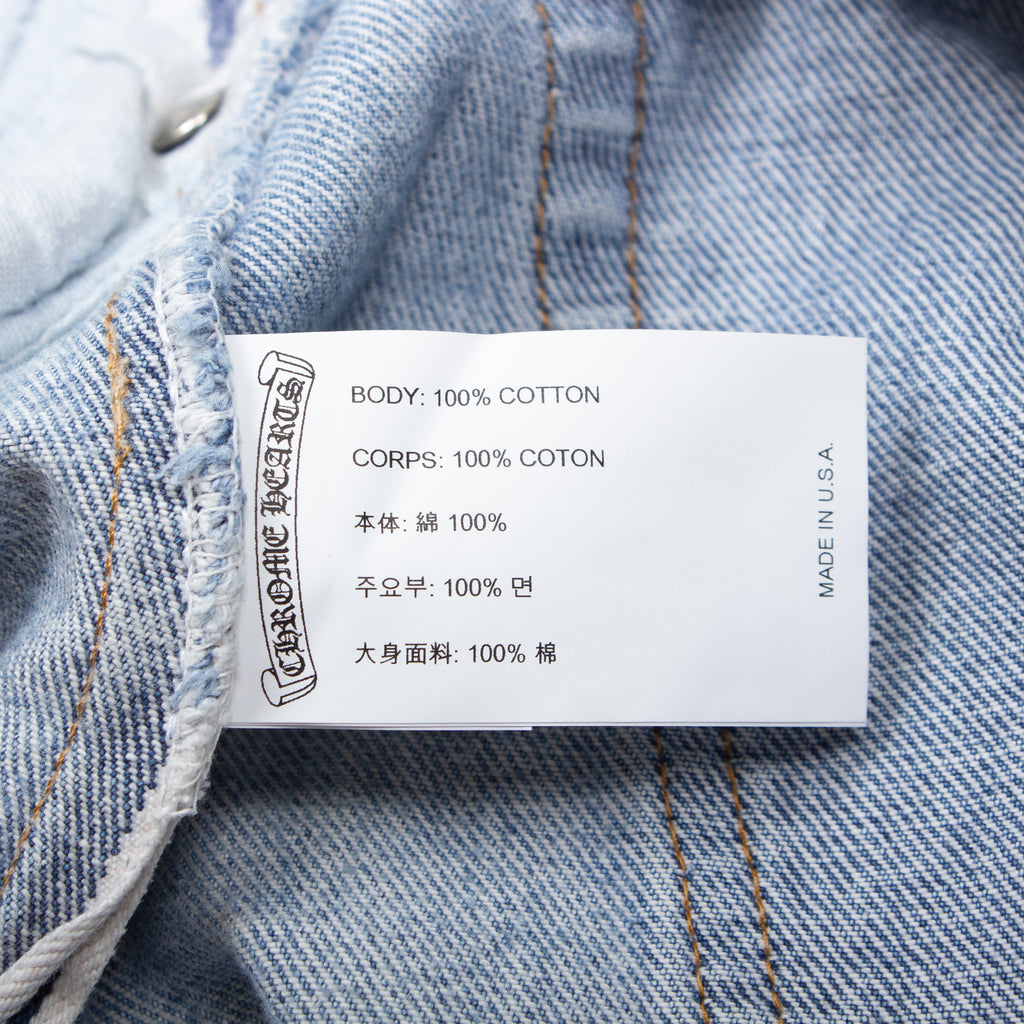 CHROME HEARTS
BODY: 100% COTTON
CORPS: 100% COTON
本体: 綿 100%
주요부: 100% 면
大身面料: 100% 棉
MADE IN U.S.A.